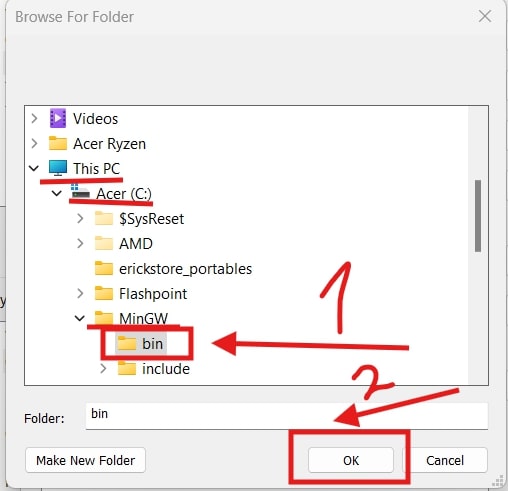 Browse For Folder
Videos
Acer Ryzen
This PC
Acer (C:)
$SysReset
AMD
erickstore_portables
Flashpoint
MinGW
1
bin
include
2
Folder: bin
Make New Folder OK Cancel